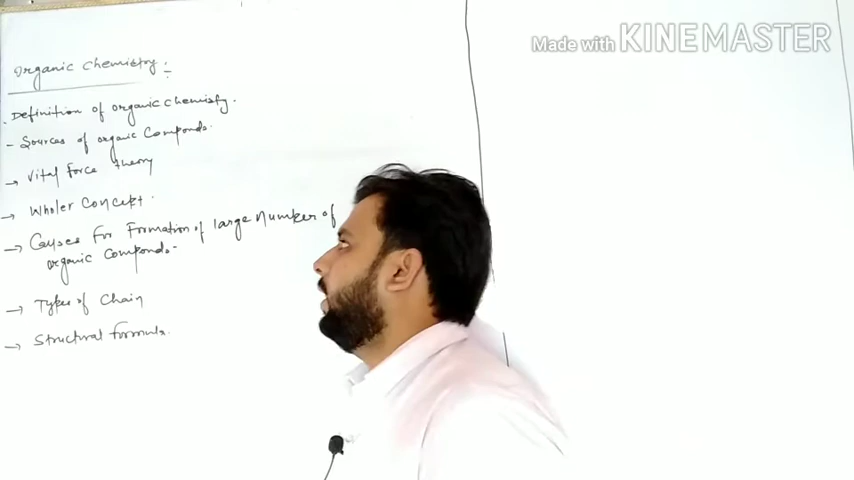 Organic Chemistry :
Made with KINEMASTER
- Definition of organic chemistry.
- Sources of organic Componds.
→ Vital Force theory
→ Wholer Concept.
→ Causes for Formation of large Number of
organic Componds.
→ Types of Chain
→ Structural formula.